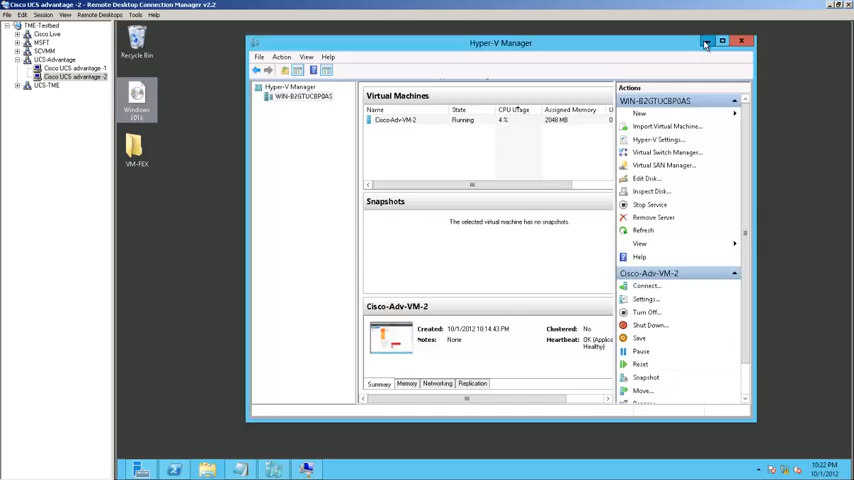 Cisco UCS advantage -2 - Remote Desktop Connection Manager v2.2
File Edit Session View Remote Desktops Tools Help
TME-Testbed
Cisco Live
MSFT
SCVMM
UCS-Advantage
Cisco UCS advantage -1
Cisco UCS advantage -2
UCS-TME
Recycle Bin
Windows 2012
VM-FEX
Hyper-V Manager
File Action View Help
Hyper-V Manager
WIN-B2GTUCBP0AS
Virtual Machines
Name State CPU Usage Assigned Memory U
Cisco-Adv-VM-2 Running 4 % 2048 MB 0
Snapshots
The selected virtual machine has no snapshots.
Cisco-Adv-VM-2
Created: 10/1/2012 10:14:43 PM Clustered: No
Notes: None Heartbeat: OK (Applic
Healthy)
Summary Memory Networking Replication
Actions
WIN-B2GTUCBP0AS
New
Import Virtual Machine...
Hyper-V Settings...
Virtual Switch Manager...
Virtual SAN Manager...
Edit Disk...
Inspect Disk...
Stop Service
Remove Server
Refresh
View
Help
Cisco-Adv-VM-2
Connect...
Settings...
Turn Off...
Shut Down...
Save
Pause
Reset
Snapshot
Move...
10:22 PM
10/1/2012